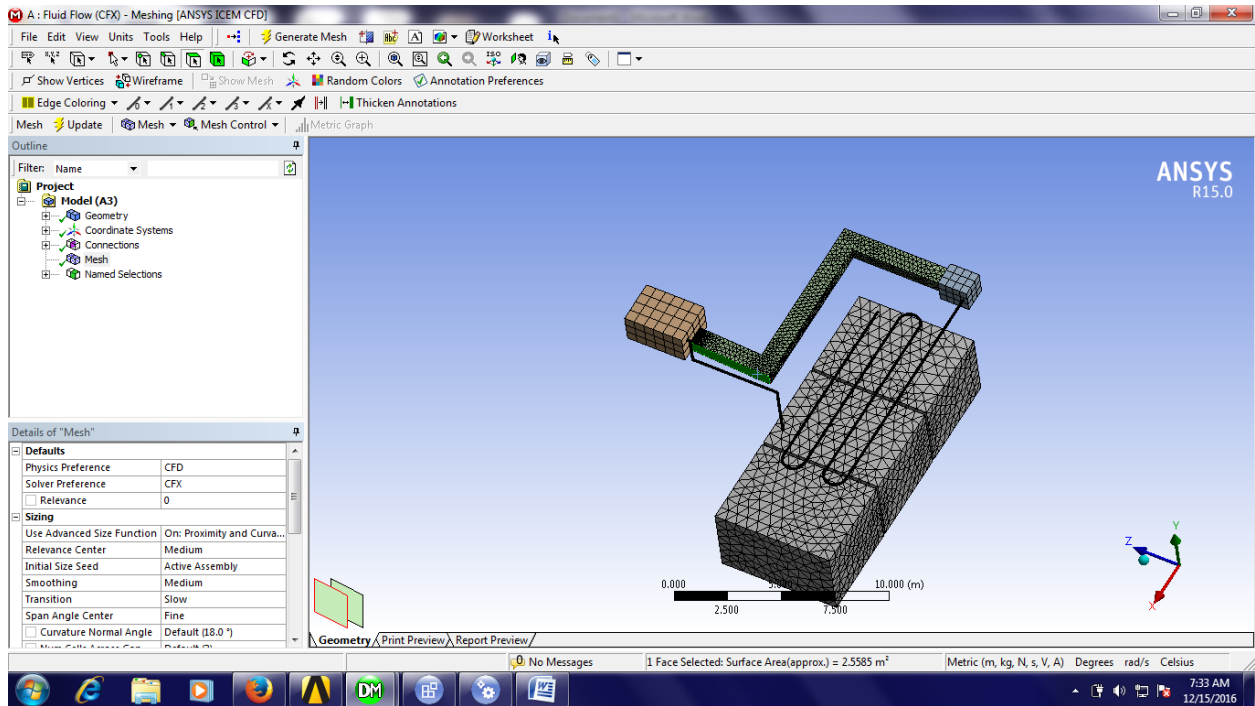 A : Fluid Flow (CFX) - Meshing [ANSYS ICEM CFD]
File Edit View Units Tools Help Generate Mesh Worksheet
Show Vertices Wireframe Show Mesh Random Colors Annotation Preferences
Edge Coloring Thicken Annotations
Mesh Update Mesh Mesh Control Metric Graph
Outline
Filter: Name
Project
Model (A3)
Geometry
Coordinate Systems
Connections
Mesh
Named Selections
ANSYS
R15.0
Details of "Mesh"
Defaults
Physics Preference CFD
Solver Preference CFX
Relevance 0
Sizing
Use Advanced Size Function On: Proximity and Curva...
Relevance Center Medium
Initial Size Seed Active Assembly
Smoothing Medium
Transition Slow
Span Angle Center Fine
Curvature Normal Angle Default (18.0 °)
Y
Z
X
0.000 5.000 10.000 (m)
2.500 7.500
Geometry Print Preview Report Preview
0 No Messages 1 Face Selected: Surface Area(approx.) = 2.5585 m² Metric (m, kg, N, s, V, A) Degrees rad/s Celsius
DM
7:33 AM
12/15/2016